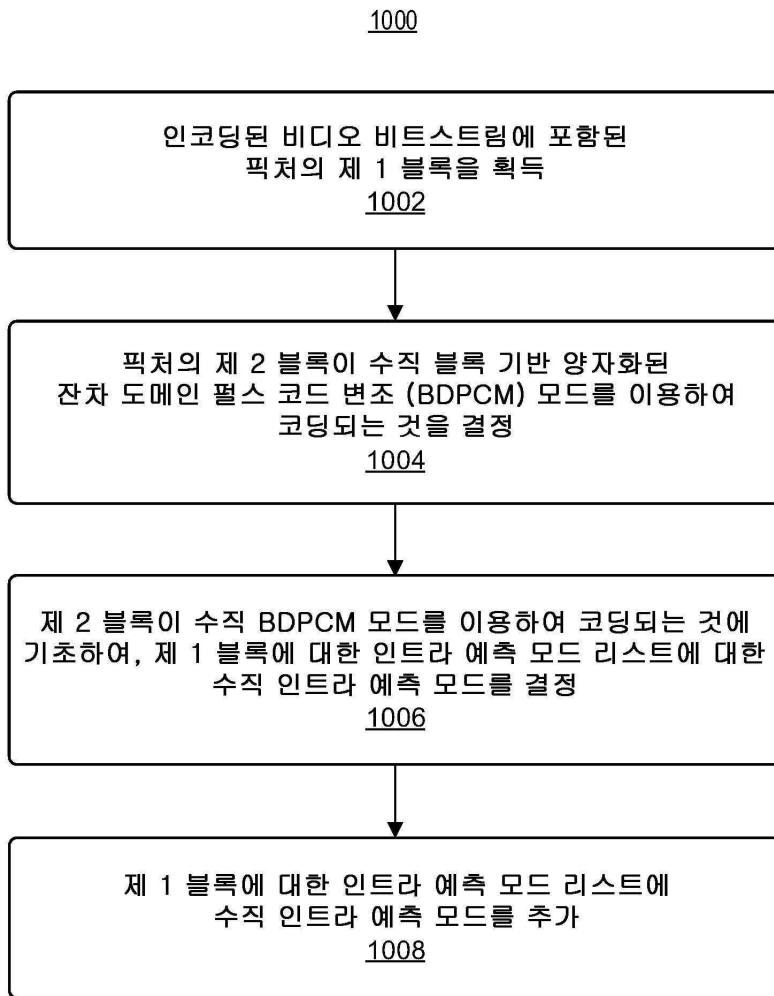 1000
인코딩된 비디오 비트스트림에 포함된
픽처의 제 1 블록을 획득
1002
픽처의 제 2 블록이 수직 블록 기반 양자화된
잔차 도메인 펄스 코드 변조 (BDPCM) 모드를 이용하여
코딩되는 것을 결정
1004
제 2 블록이 수직 BDPCM 모드를 이용하여 코딩되는 것에
기초하여, 제 1 블록에 대한 인트라 예측 모드 리스트에 대한
수직 인트라 예측 모드를 결정
1006
제 1 블록에 대한 인트라 예측 모드 리스트에
수직 인트라 예측 모드를 추가
1008